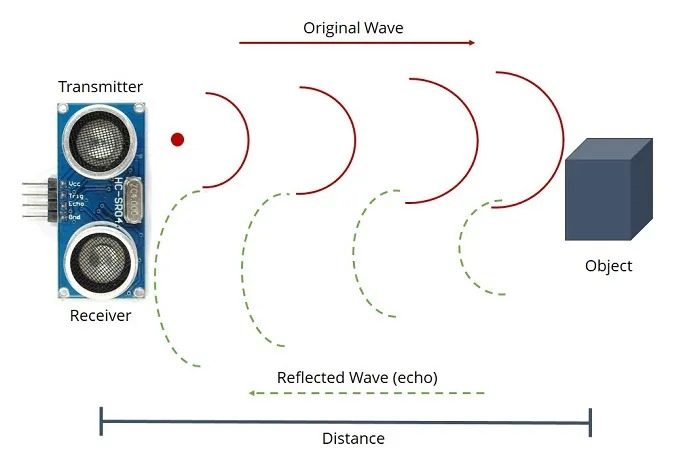 Original Wave
Transmitter
Vcc
Trig
Echo
Gnd
HC-SR04
Receiver
Object
Reflected Wave (echo)
Distance